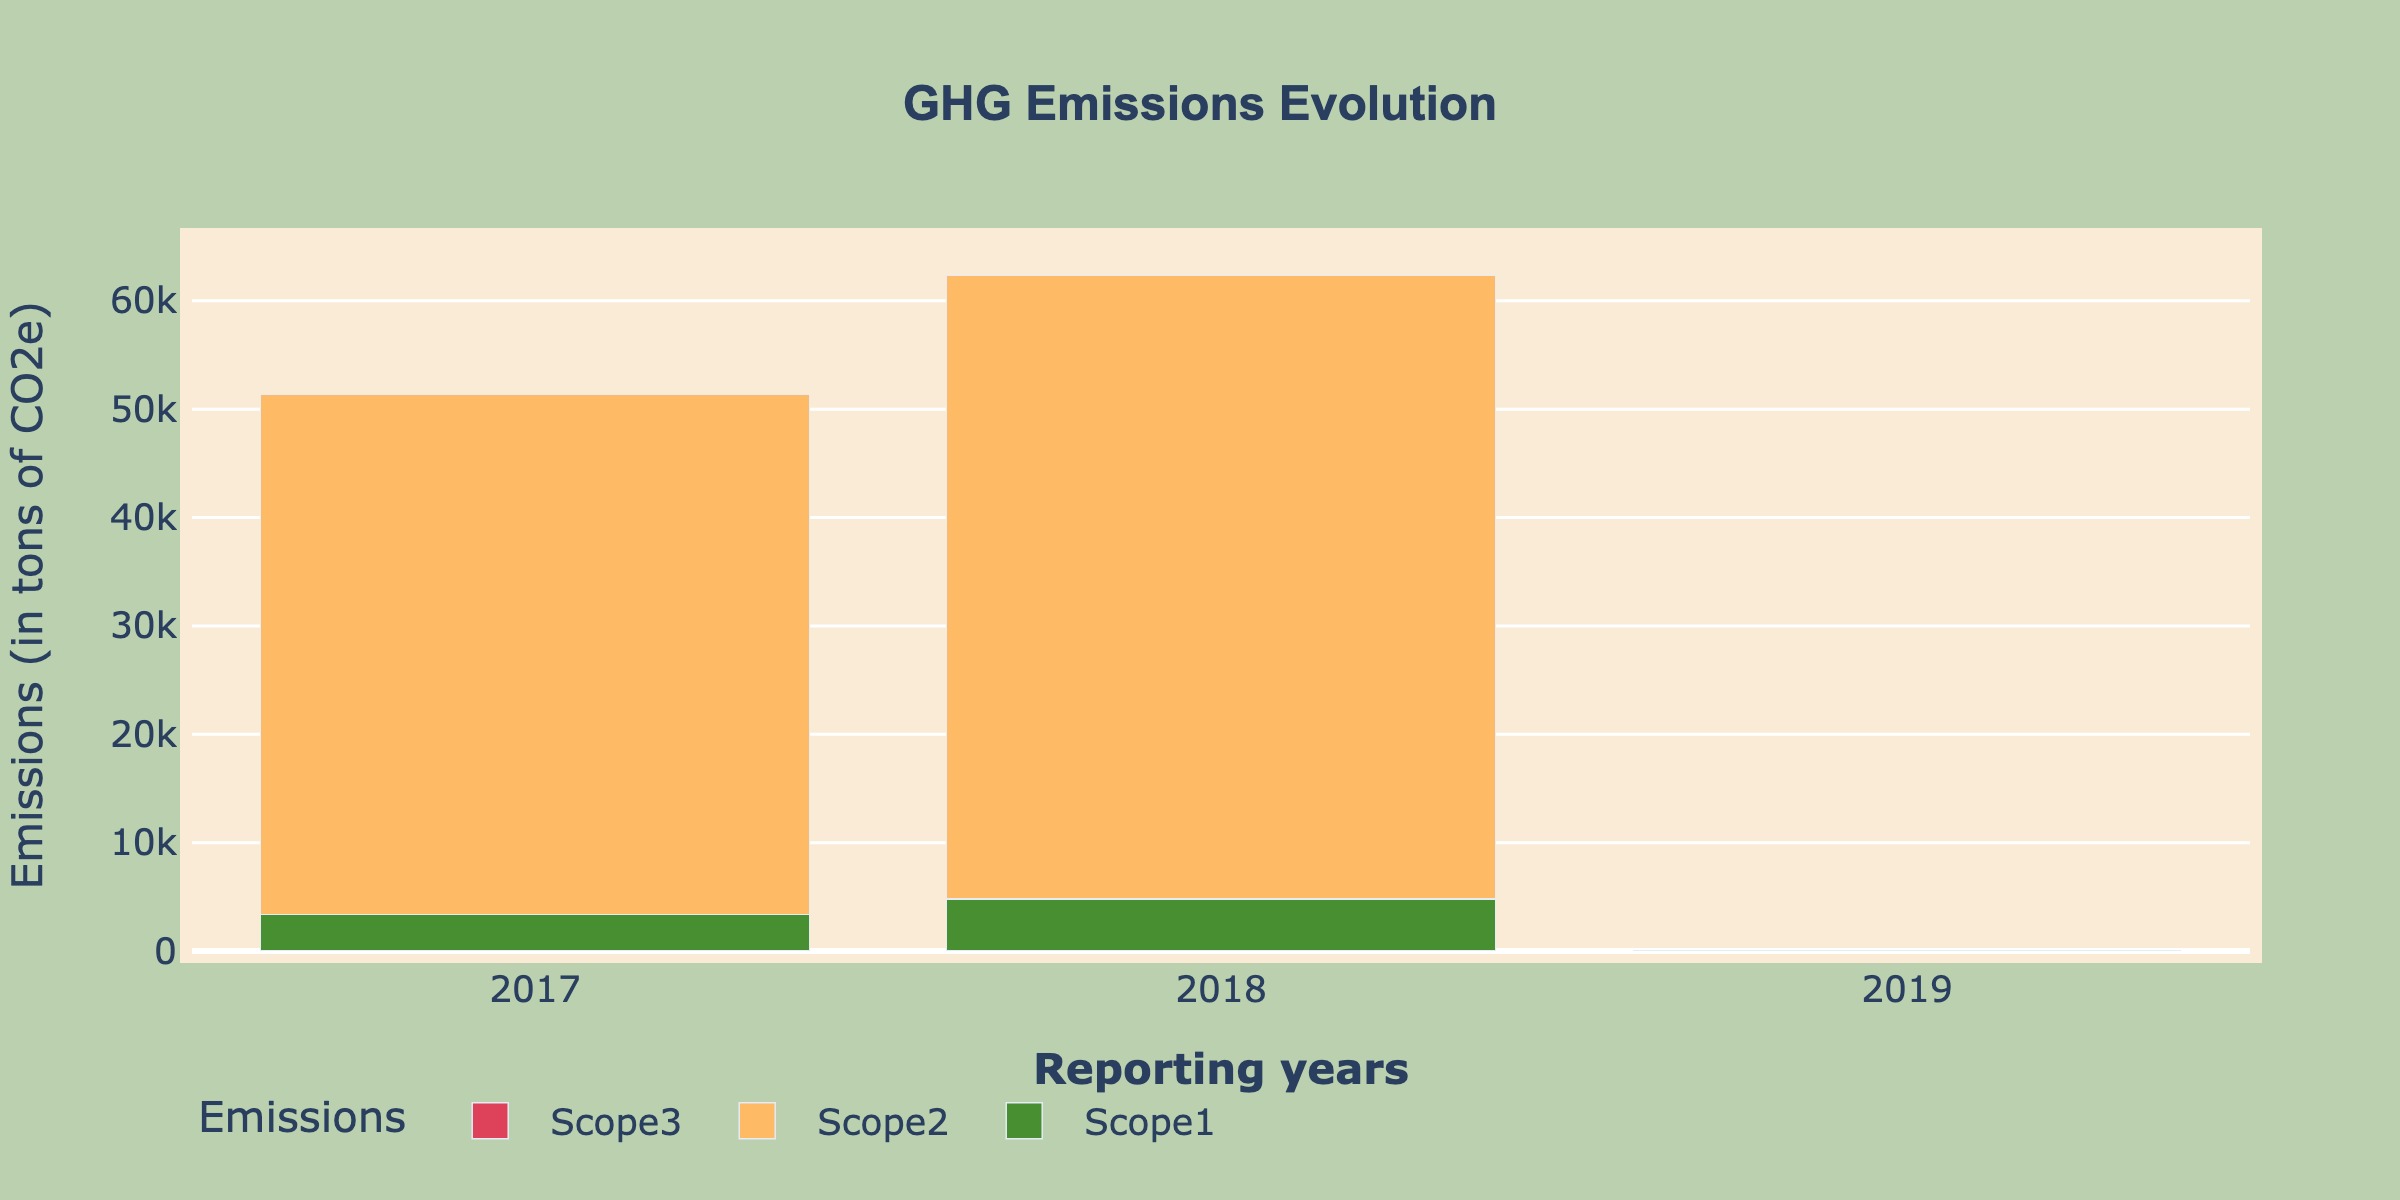 GHG Emissions Evolution
Emissions (in tons of CO2e)
60k
50k
40k
30k
20k
10k
0
2017 2018 2019
Reporting years
Emissions Scope3 Scope2 Scope1